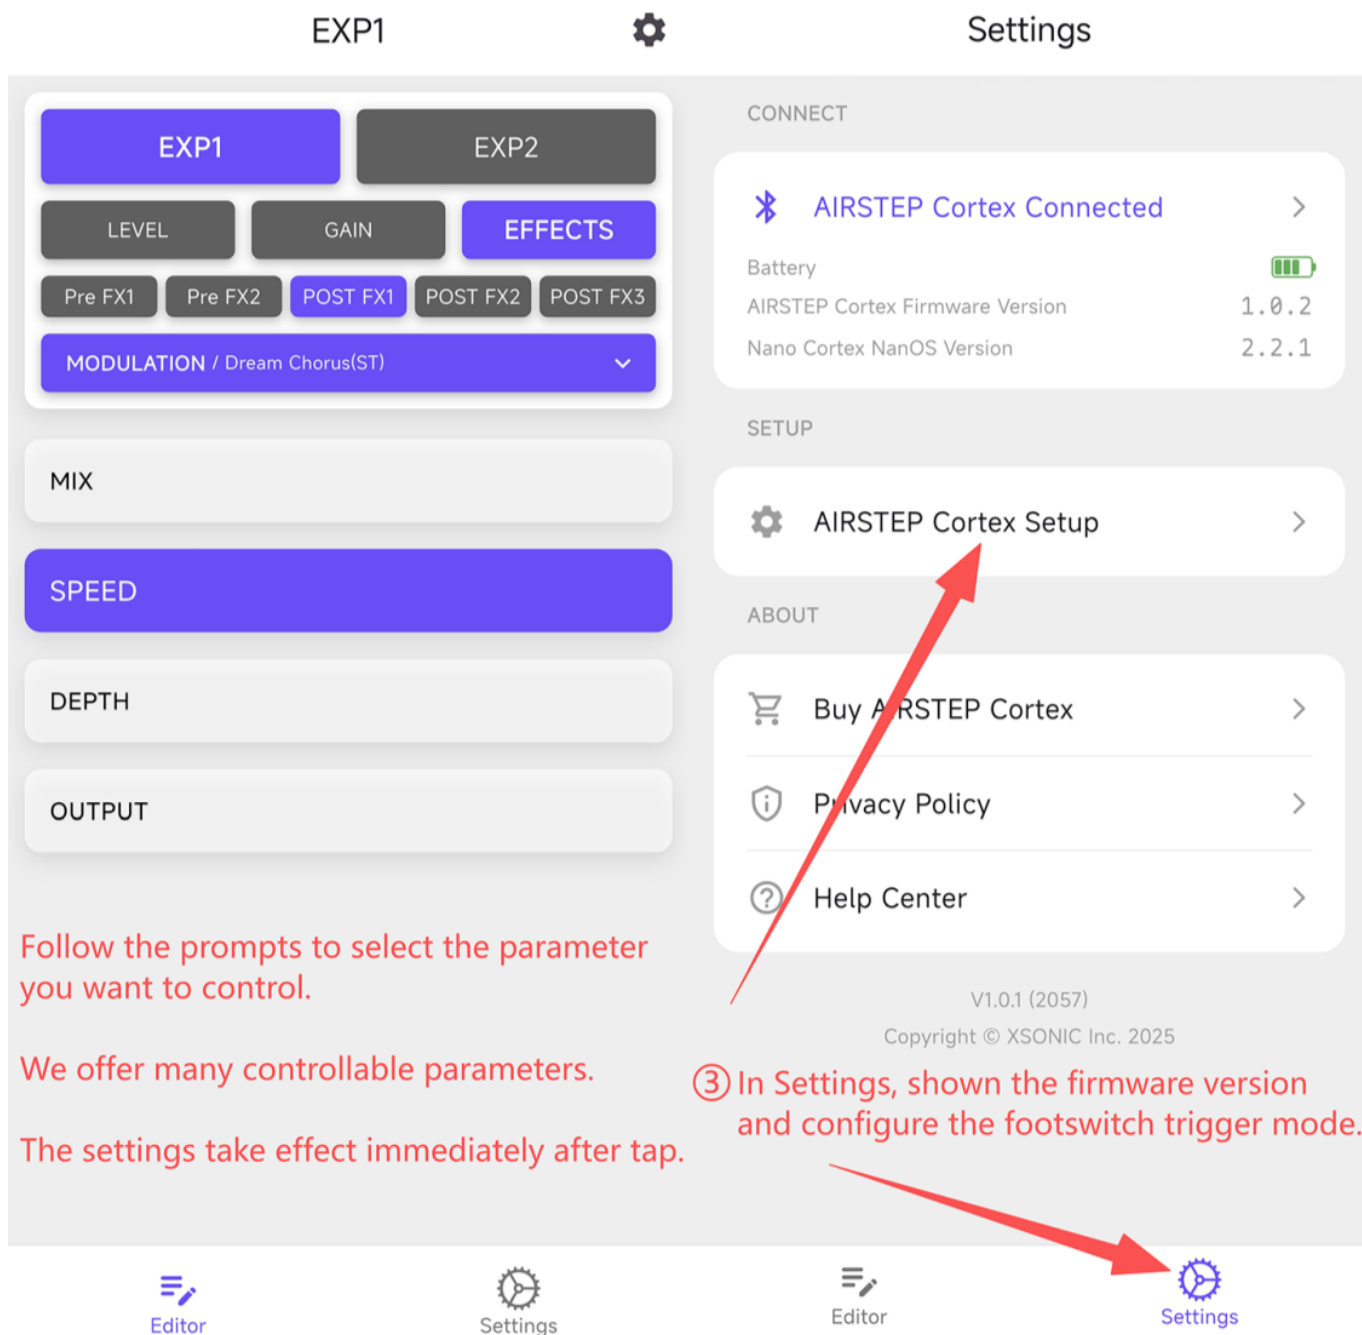 EXP1
EXP1 EXP2
LEVEL GAIN EFFECTS
Pre FX1 Pre FX2 POST FX1 POST FX2 POST FX3
MODULATION / Dream Chorus(ST)
MIX
SPEED
DEPTH
OUTPUT
Follow the prompts to select the parameter
you want to control.
We offer many controllable parameters.
The settings take effect immediately after tap.
Editor Settings
Settings
CONNECT
AIRSTEP Cortex Connected
Battery
AIRSTEP Cortex Firmware Version 1.0.2
Nano Cortex NanOS Version 2.2.1
SETUP
AIRSTEP Cortex Setup
ABOUT
Buy AIRSTEP Cortex
Privacy Policy
Help Center
V1.0.1 (2057)
Copyright © XSONIC Inc. 2025
③ In Settings, shown the firmware version
and configure the footswitch trigger mode.
Editor Settings